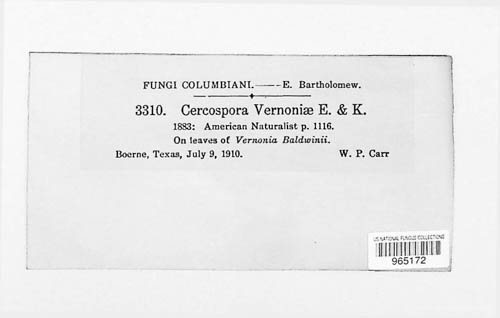 FUNGI COLUMBIANI.——E. Bartholomew.
3310. Cercospora Vernoniæ E. & K.
1883: American Naturalist p. 1116.
On leaves of Vernonia Baldwinii.
Boerne, Texas, July 9, 1910. W. P. Carr
US NATIONAL FUNGUS COLLECTIONS
965172